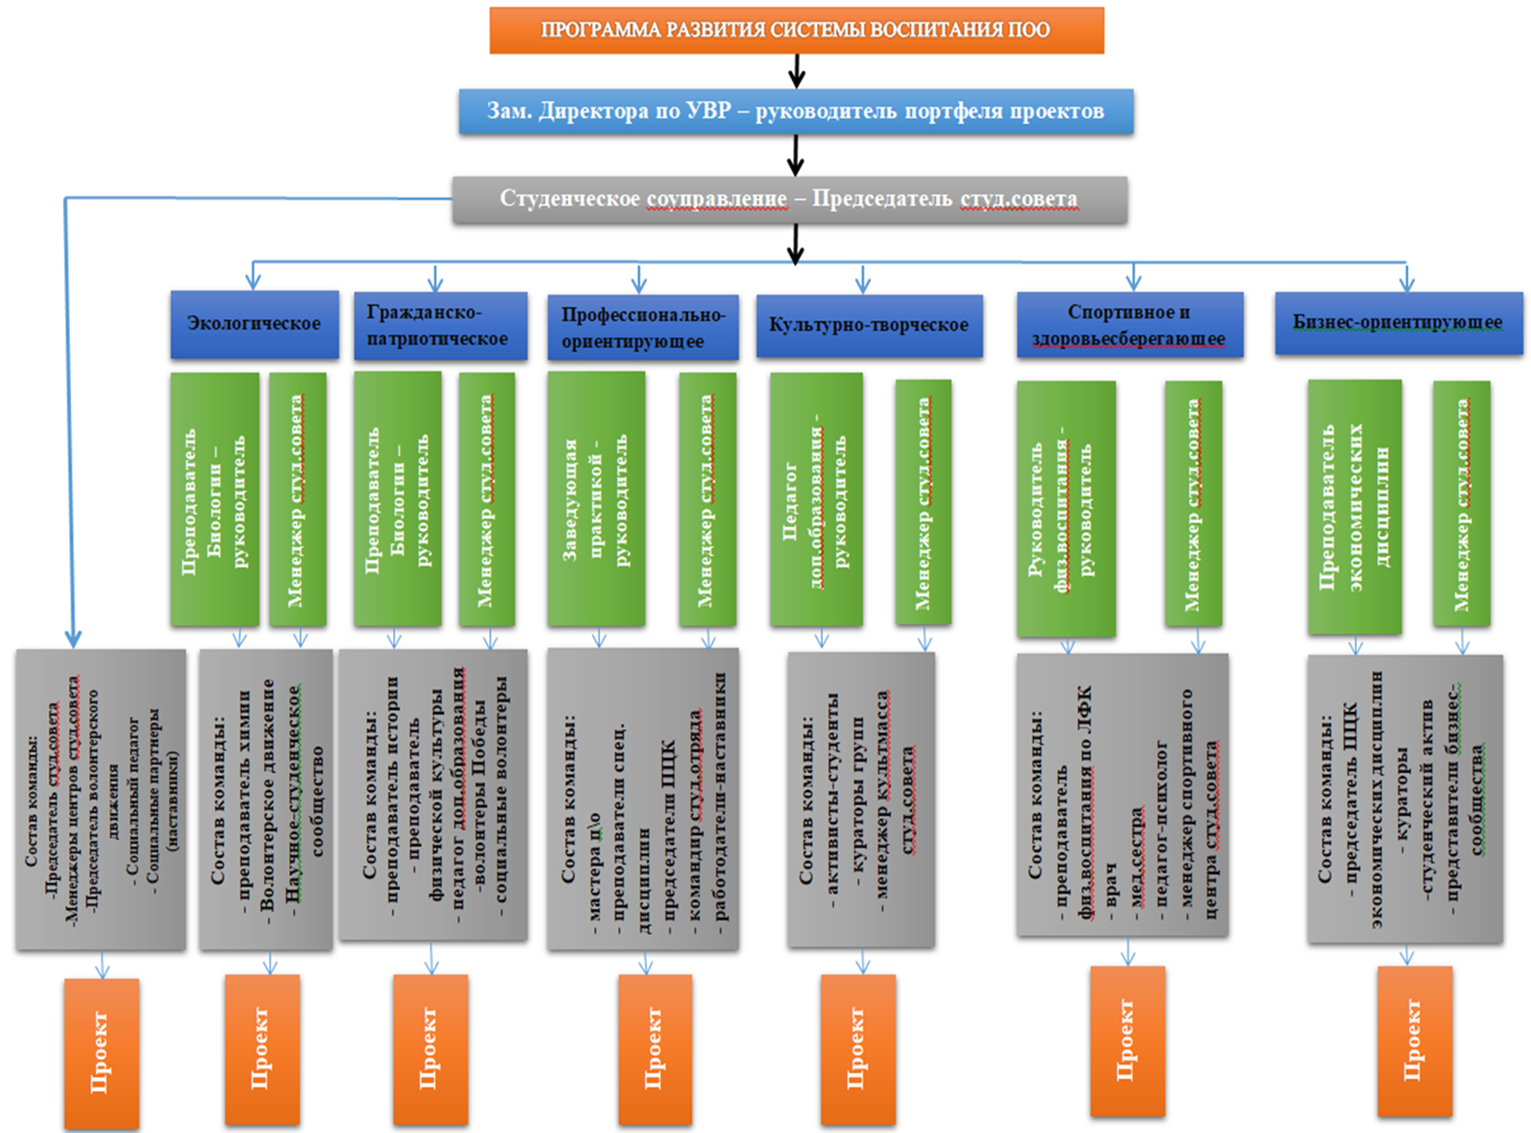 ПРОГРАММА РАЗВИТИЯ СИСТЕМЫ ВОСПИТАНИЯ ПОО
Зам. Директора по УВР – руководитель портфеля проектов
Студенческое соуправление – Председатель студ.совета
Экологическое
Гражданско-
патриотическое
Профессионально-
ориентирующее
Культурно-творческое
Спортивное и
здоровьесберегающее
Бизнес-ориентирующее
Преподаватель
Биологии –
руководитель
Менеджер студ.совета
Преподаватель
Биологии –
руководитель
Менеджер студ.совета
Заведующая
практикой -
руководитель
Менеджер студ.совета
Педагог
доп.образования -
руководитель
Менеджер студ.совета
Руководитель
физ.воспитания -
руководитель
Менеджер студ.совета
Преподаватель
экономических
дисциплин
Менеджер студ.совета
Состав команды:
-Председатель студ.совета
-Менеджеры центров студ.совета
-Председатель волонтерского
движения
- Социальный педагог
- Социальные партнеры
(наставники)
Состав команды:
- преподаватель химии
- Волонтерское движение
- Научное-студенческое
сообщество
Состав команды:
- преподаватель истории
- преподаватель
физической культуры
- педагог доп.образования
-волонтеры Победы
- социальные волонтеры
Состав команды:
- мастера п\о
- преподаватели спец.
дисциплин
- председатели ПЦК
- командир студ.отряда
- работодатели-наставники
Состав команды:
- активисты-студенты
- кураторы групп
- менеджер культмасса
студ.совета
Состав команды:
- преподаватель
физ.воспитания по ЛФК
- врач
- мед.сестра
- педагог-психолог
- менеджер спортивного
центра студ.совета
Состав команды:
- председатель ПЦК
экономических дисциплин
- кураторы
-студенческий актив
- представители бизнес-
сообщества
Проект
Проект
Проект
Проект
Проект
Проект
Проект